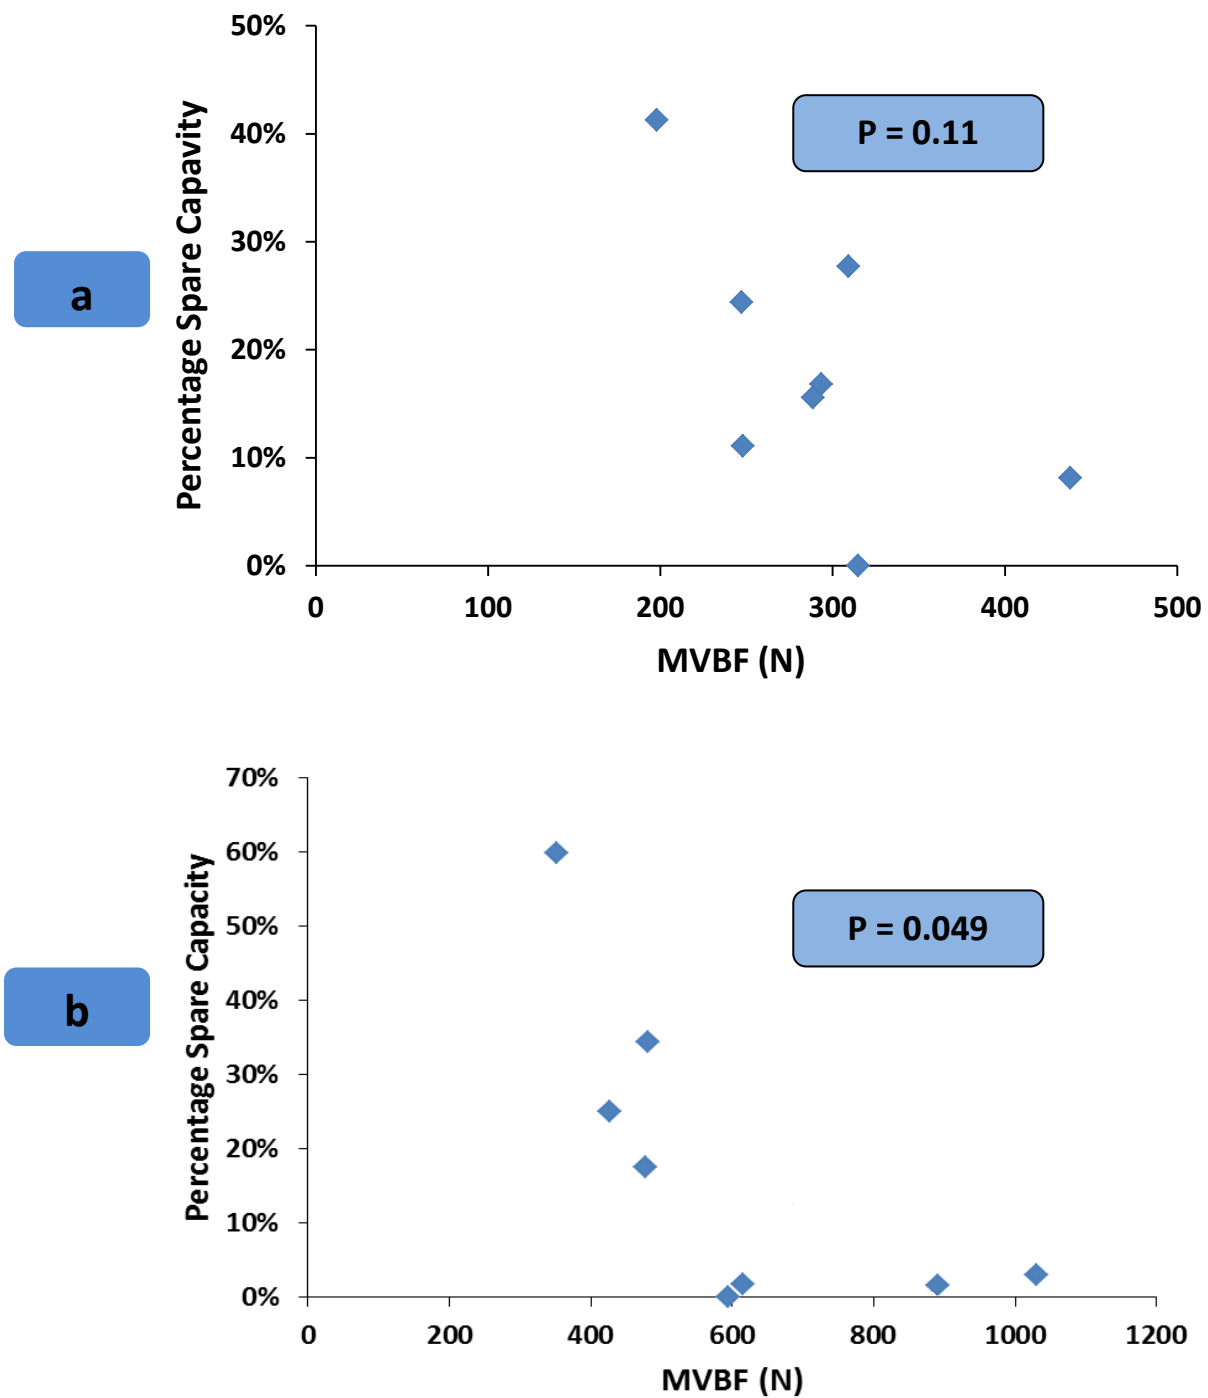 50%
40%
30%
20%
10%
0%
Percentage Spare Capavity
a
P = 0.11
0 100 200 300 400 500
MVBF (N)
70%
60%
50%
40%
30%
20%
10%
0%
Percentage Spare Capacity
b
P = 0.049
0 200 400 600 800 1000 1200
MVBF (N)